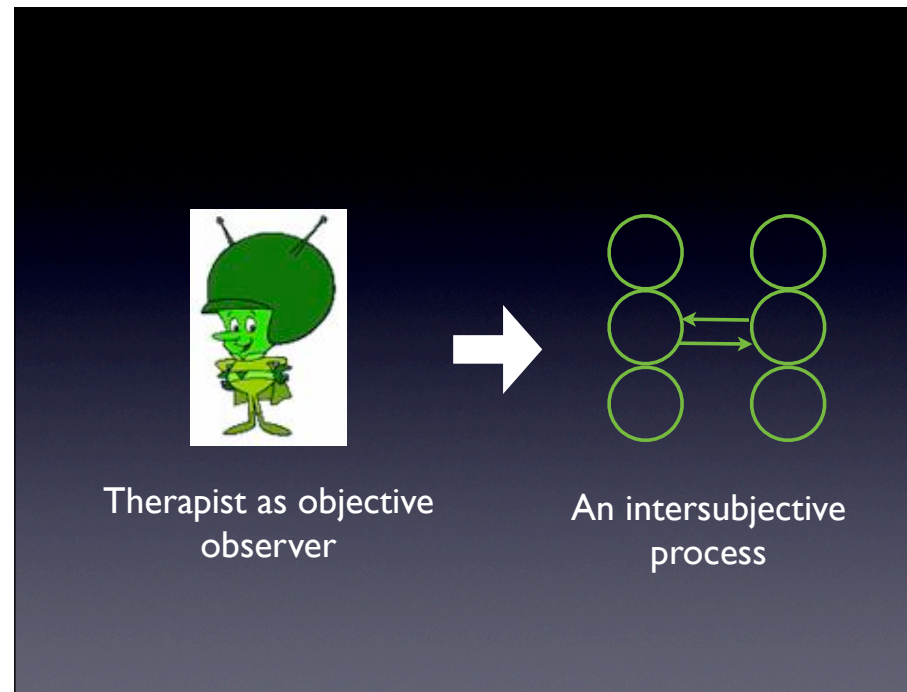 Therapist as objective
observer
An intersubjective
process